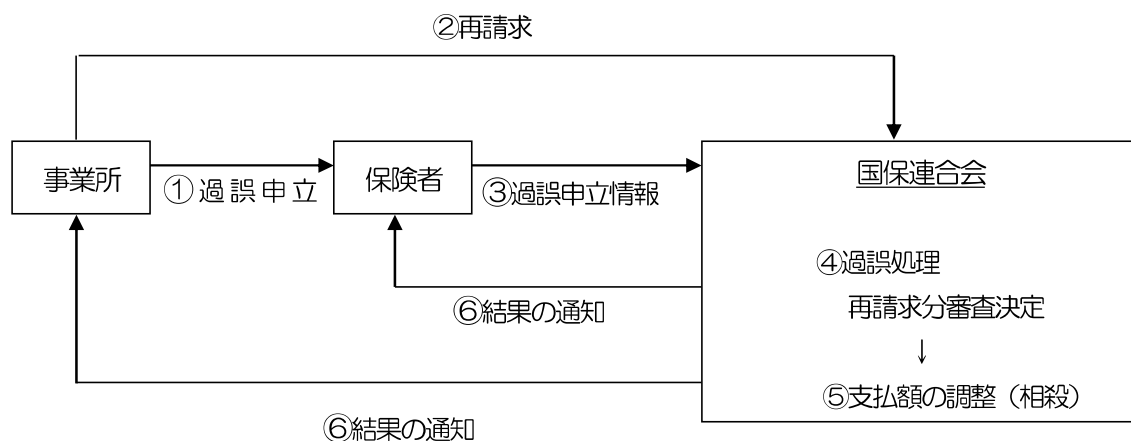 ②再請求
事業所
①過誤申立
保険者
③過誤申立情報
国保連合会
④過誤処理
再請求分審査決定
↓
⑤支払額の調整（相殺）
⑥結果の通知
⑥結果の通知